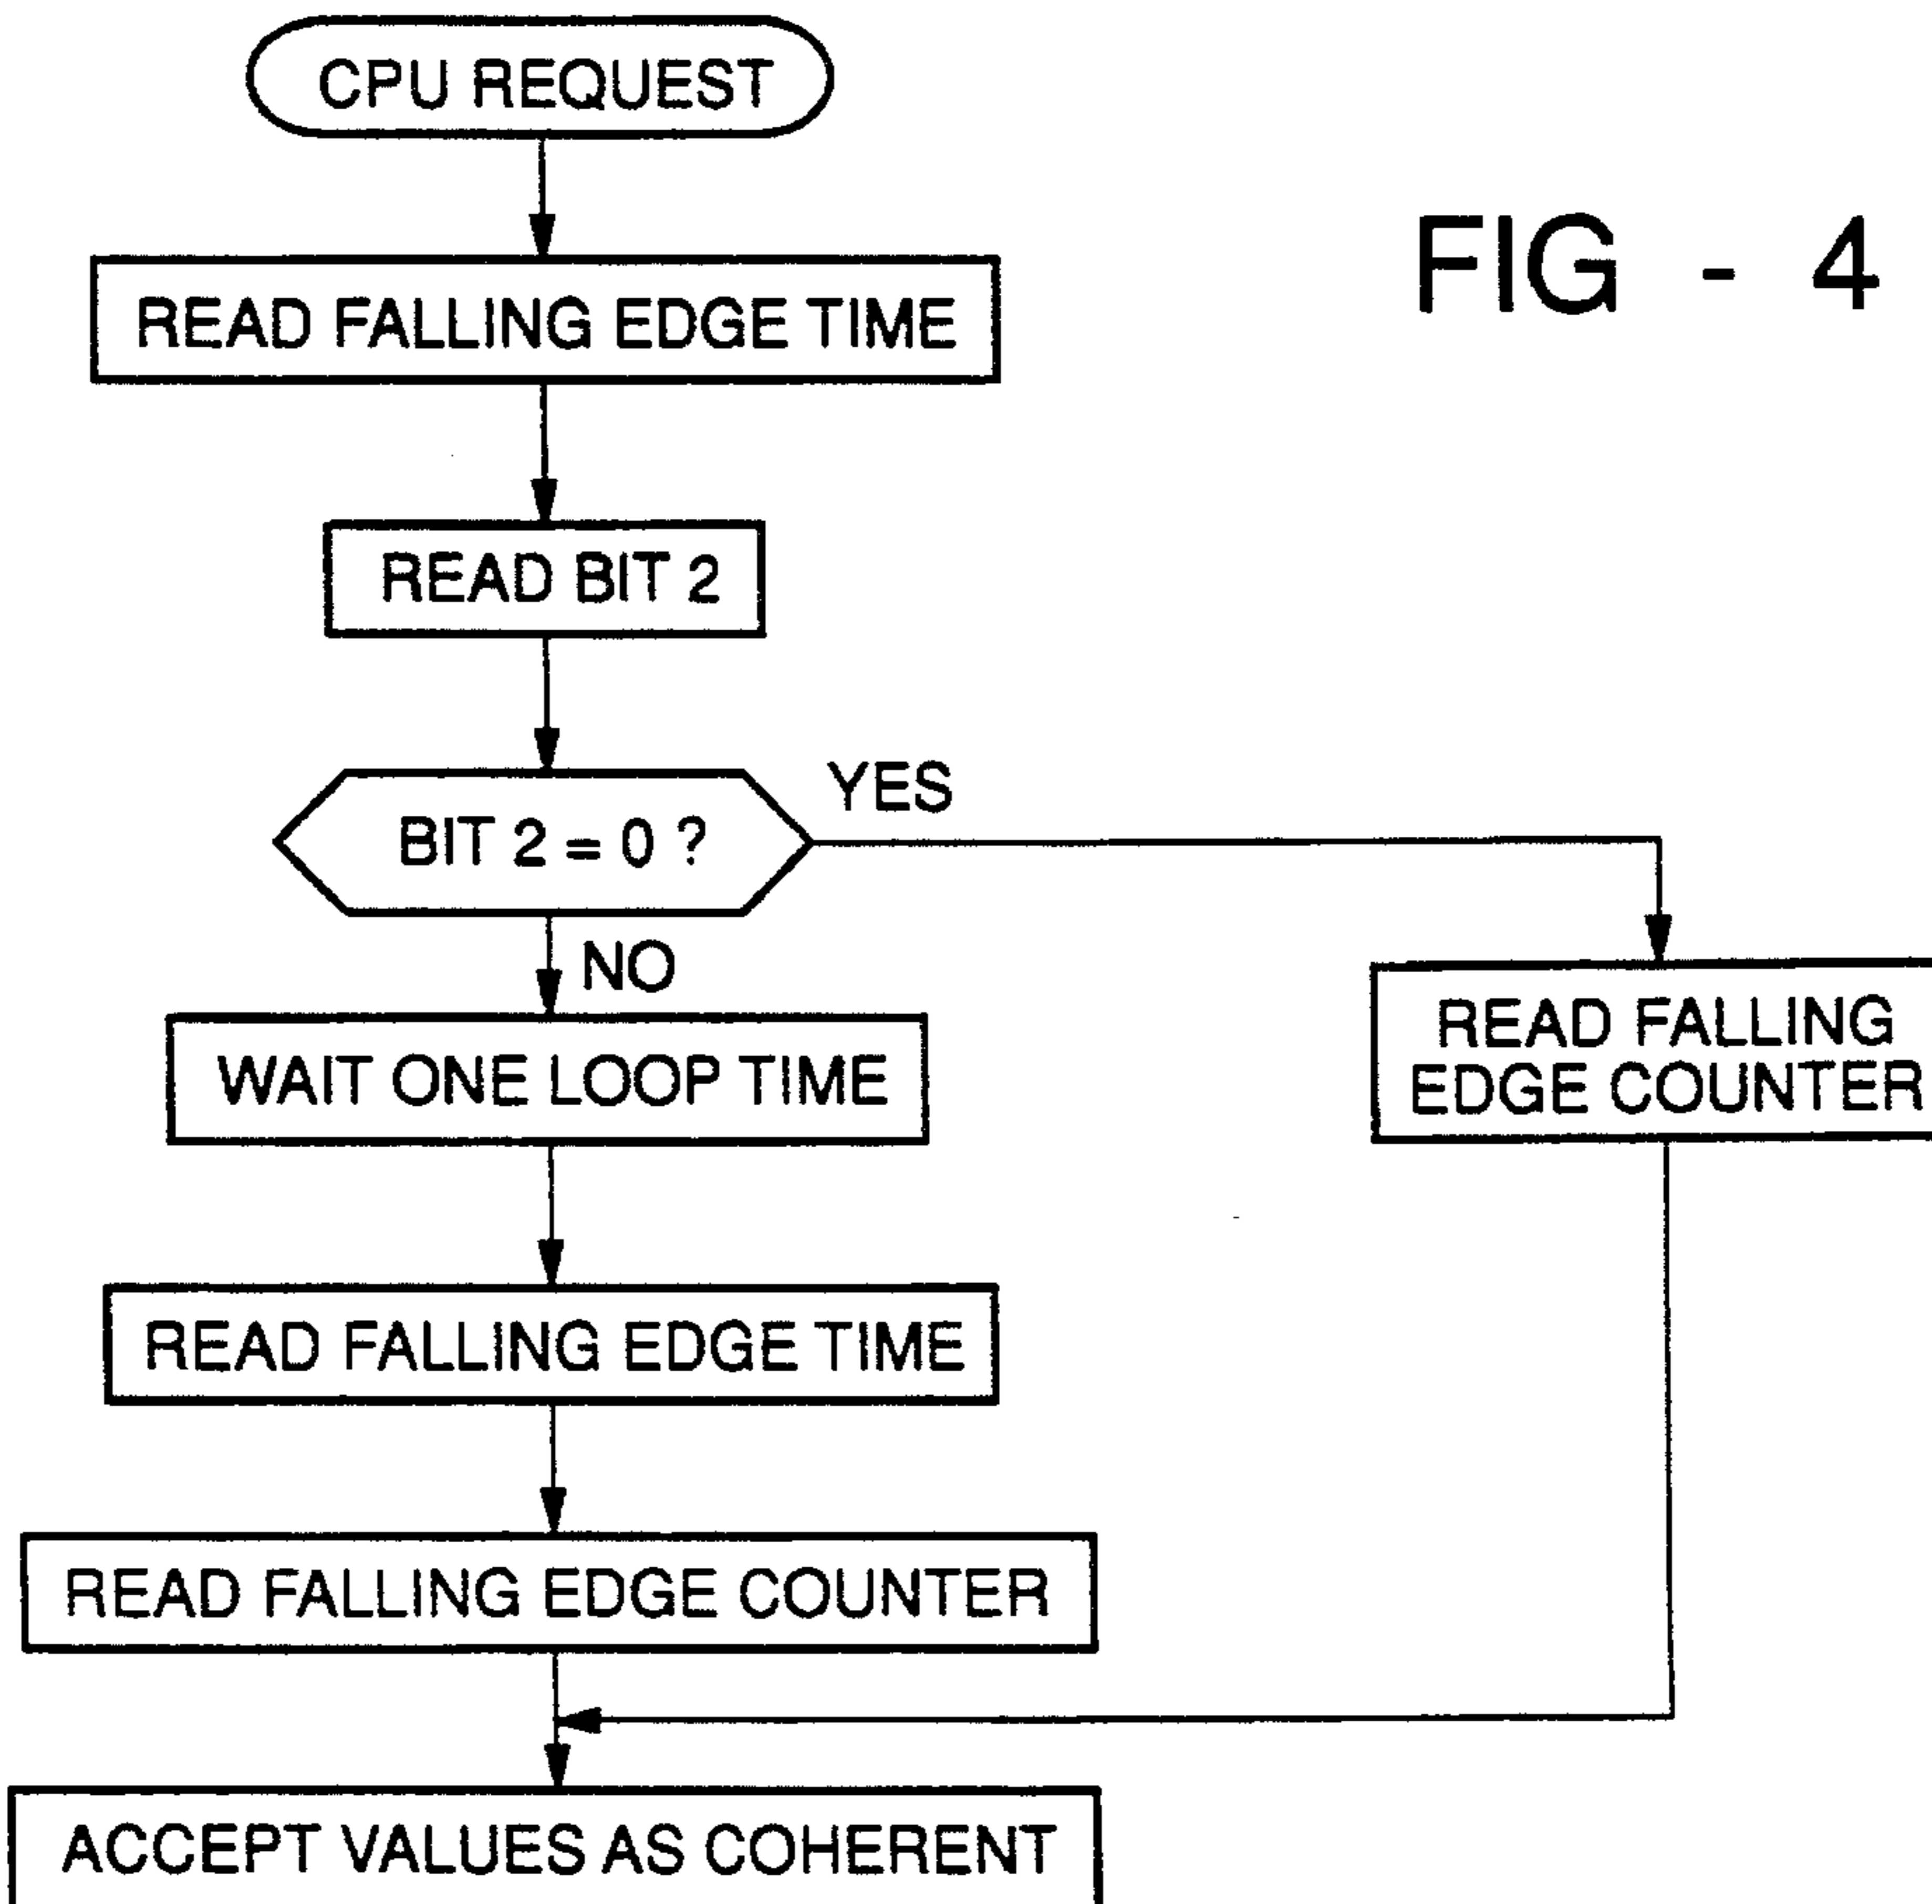 CPU REQUEST
FIG - 4
READ FALLING EDGE TIME
READ BIT 2
BIT 2 = 0 ?
YES
NO
WAIT ONE LOOP TIME
READ FALLING
EDGE COUNTER
READ FALLING EDGE TIME
READ FALLING EDGE COUNTER
ACCEPT VALUES AS COHERENT